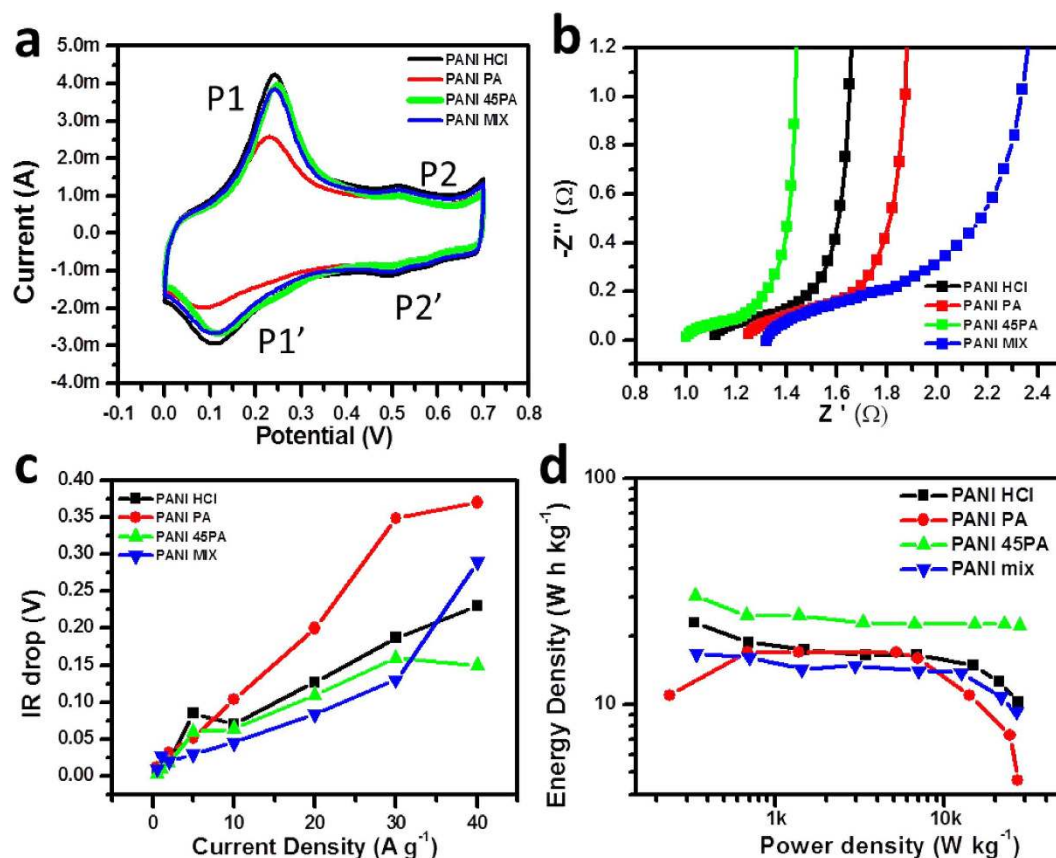 a
5.0m
4.0m
3.0m
2.0m
1.0m
0.0
-1.0m
-2.0m
-3.0m
-4.0m
Current (A)
-0.1 0.0 0.1 0.2 0.3 0.4 0.5 0.6 0.7
Potential (V)
P1
P2
P1’
P2’
PANI HCl
PANI PA
PANI 45PA
PANI MIX
b
1.2
1.0
0.8
0.6
0.4
0.2
0.0
-Z'' (Ω)
0.8 1.0 1.2 1.4 1.6 1.8 2.0 2.2 2.4
Z ' (Ω)
PANI HCl
PANI PA
PANI 45PA
PANI MIX
c
0.40
0.35
0.30
0.25
0.20
0.15
0.10
0.05
0.00
IR drop (V)
0 10 20 30 40
Current Density (A g-1)
PANI HCl
PANI PA
PANI 45PA
PANI MIX
d
100
10
Energy Density (W h kg-1)
1k 10k
Power density (W kg-1)
PANI HCl
PANI PA
PANI 45PA
PANI mix